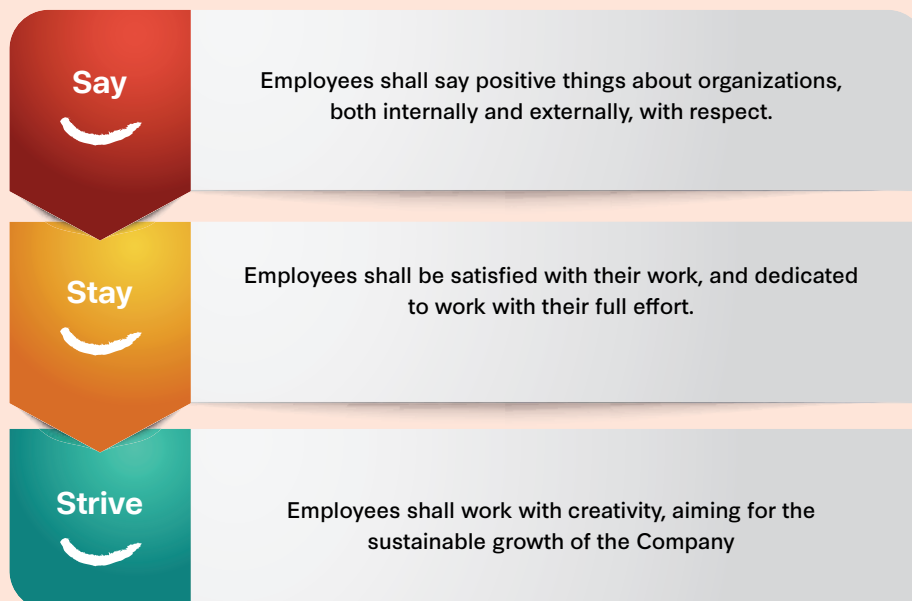 Say
Employees shall say positive things about organizations,
both internally and externally, with respect.
Stay
Employees shall be satisfied with their work, and dedicated
to work with their full effort.
Strive
Employees shall work with creativity, aiming for the
sustainable growth of the Company